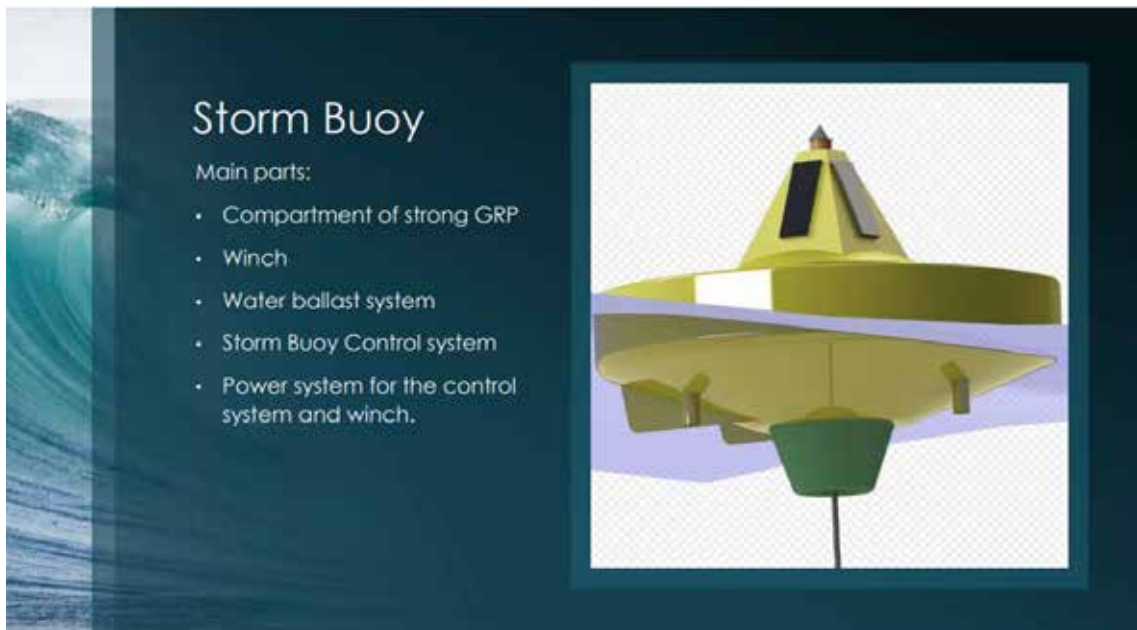 Storm Buoy
Main parts:
• Compartment of strong GRP
• Winch
• Water ballast system
• Storm Buoy Control system
• Power system for the control
system and winch.